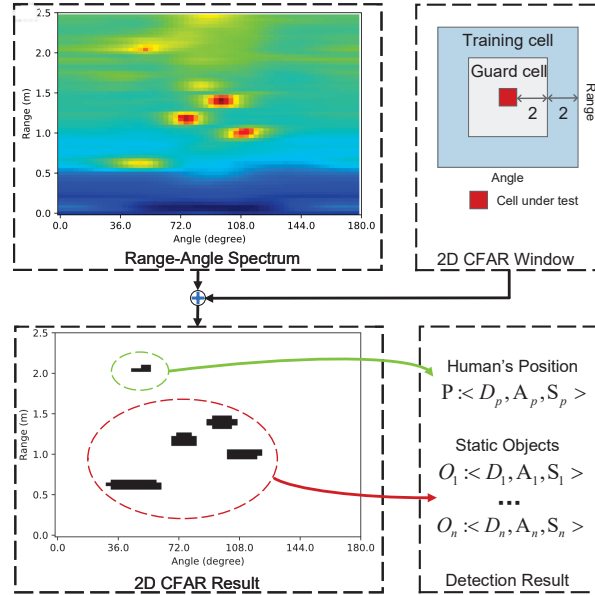 2.5
2.0
1.5
1.0
0.5
0.0
Range (m)
0.0 36.0 72.0 108.0 144.0 180.0
Angle (degree)
Range-Angle Spectrum
Training cell
Guard cell
2 2
Range
Angle
Cell under test
2D CFAR Window
2.5
2.0
1.5
1.0
0.5
0.0
Range (m)
0.0 36.0 72.0 108.0 144.0 180.0
Angle (degree)
2D CFAR Result
Human's Position
P :< D_p, A_p, S_p >
Static Objects
O_1 :< D_1, A_1, S_1 >
...
O_n :< D_n, A_n, S_n >
Detection Result